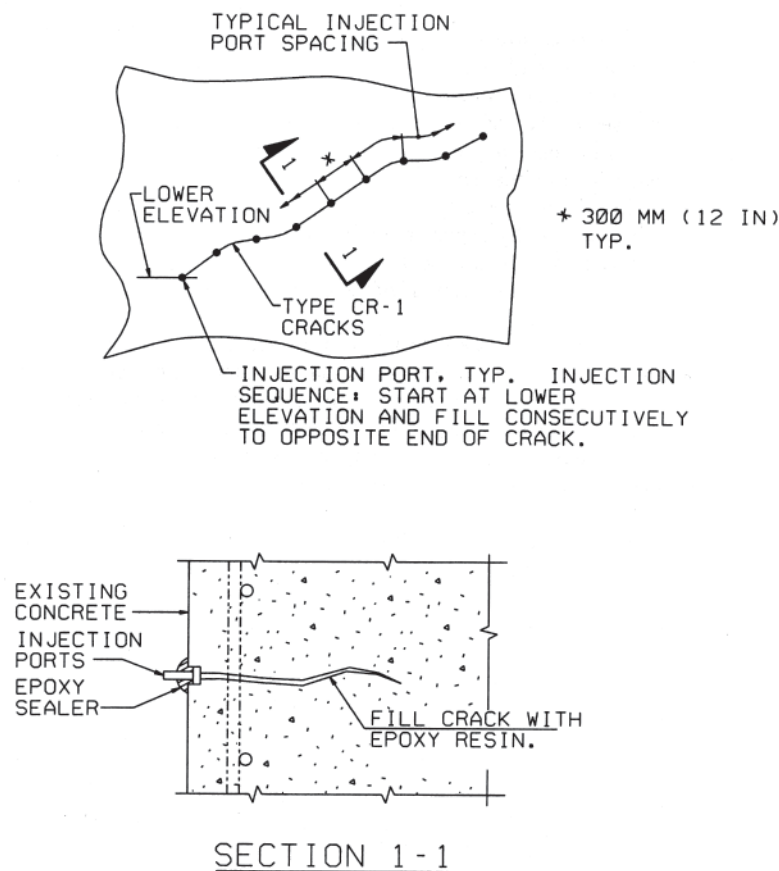 TYPICAL INJECTION
PORT SPACING
1
*
LOWER
ELEVATION
* 300 MM (12 IN)
TYP.
1
TYPE CR-1
CRACKS
INJECTION PORT, TYP. INJECTION
SEQUENCE: START AT LOWER
ELEVATION AND FILL CONSECUTIVELY
TO OPPOSITE END OF CRACK.
EXISTING
CONCRETE
INJECTION
PORTS
EPOXY
SEALER
FILL CRACK WITH
EPOXY RESIN.
SECTION 1-1